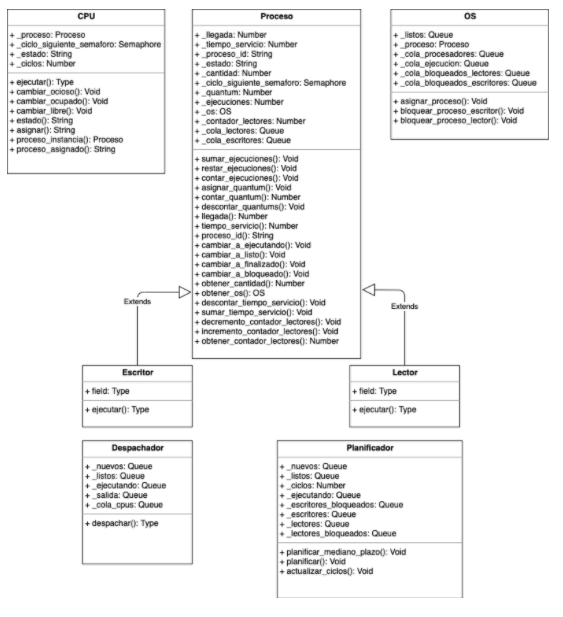 CPU
+ _proceso: Proceso
+ _ciclo_siguiente_semaforo: Semaphore
+ _estado: String
+ _ciclos: Number
+ ejecutar(): Type
+ cambiar_ocioso(): Void
+ cambiar_ocupado(): Void
+ cambiar_libre(): Void
+ estado(): String
+ asignar(): String
+ proceso_instancia(): Proceso
+ proceso_asignado(): String
Proceso
+ _llegada: Number
+ _tiempo_servicio: Number
+ _proceso_id: String
+ _estado: String
+ _cantidad: Number
+ _ciclo_siguiente_semforo: Semaphore
+ _quantum: Number
+ _ejecuciones: Number
+ _os: OS
+ _contador_lectores: Number
+ _cola_lectores: Queue
+ _cola_escritores: Queue
+ sumar_ejecuciones(): Void
+ restar_ejecuciones(): Void
+ contar_ejecuciones(): Void
+ asignar_quantum(): Void
+ contar_quantum(): Number
+ descontar_quantums(): Void
+ llegada(): Number
+ tiempo_servicio(): Number
+ proceso_id(): String
+ cambiar_a_ejecutando(): Void
+ cambiar_a_listo(): Void
+ cambiar_a_finalizado(): Void
+ cambiar_a_bloqueado(): Void
+ obtener_cantidad(): Number
+ obtener_os(): OS
+ descontar_tiempo_servicio(): Void
+ sumar_tiempo_servicio(): Void
+ decremento_contador_lectores(): Void
+ incremento_contador_lectores(): Void
+ obtener_contador_lectores(): Number
OS
+ _listos: Queue
+ _proceso: Proceso
+ _cola_procesadores: Queue
+ _cola_ejecucion: Queue
+ _cola_bloqueados_lectores: Queue
+ _cola_bloqueados_escritores: Queue
+ asignar_proceso(): Void
+ bloquear_proceso_escritor(): Void
+ bloquear_proceso_lector(): Void
Extends
Extends
Escritor
+ field: Type
+ ejecutar(): Type
Lector
+ field: Type
+ ejecutar(): Type
Despachador
+ _nuevos: Queue
+ _listos: Queue
+ _ejecutando: Queue
+ _salida: Queue
+ _cola_cpus: Queue
+ despachar(): Type
Planificador
+ _nuevos: Queue
+ _listos: Queue
+ _ciclos: Number
+ _ejecutando: Queue
+ _escritores_bloqueados: Queue
+ _escritores: Queue
+ _lectores: Queue
+ _lectores_bloqueados: Queue
+ planificar_mediano_plazo(): Void
+ planificar(): Void
+ actualizar_ciclos(): Void